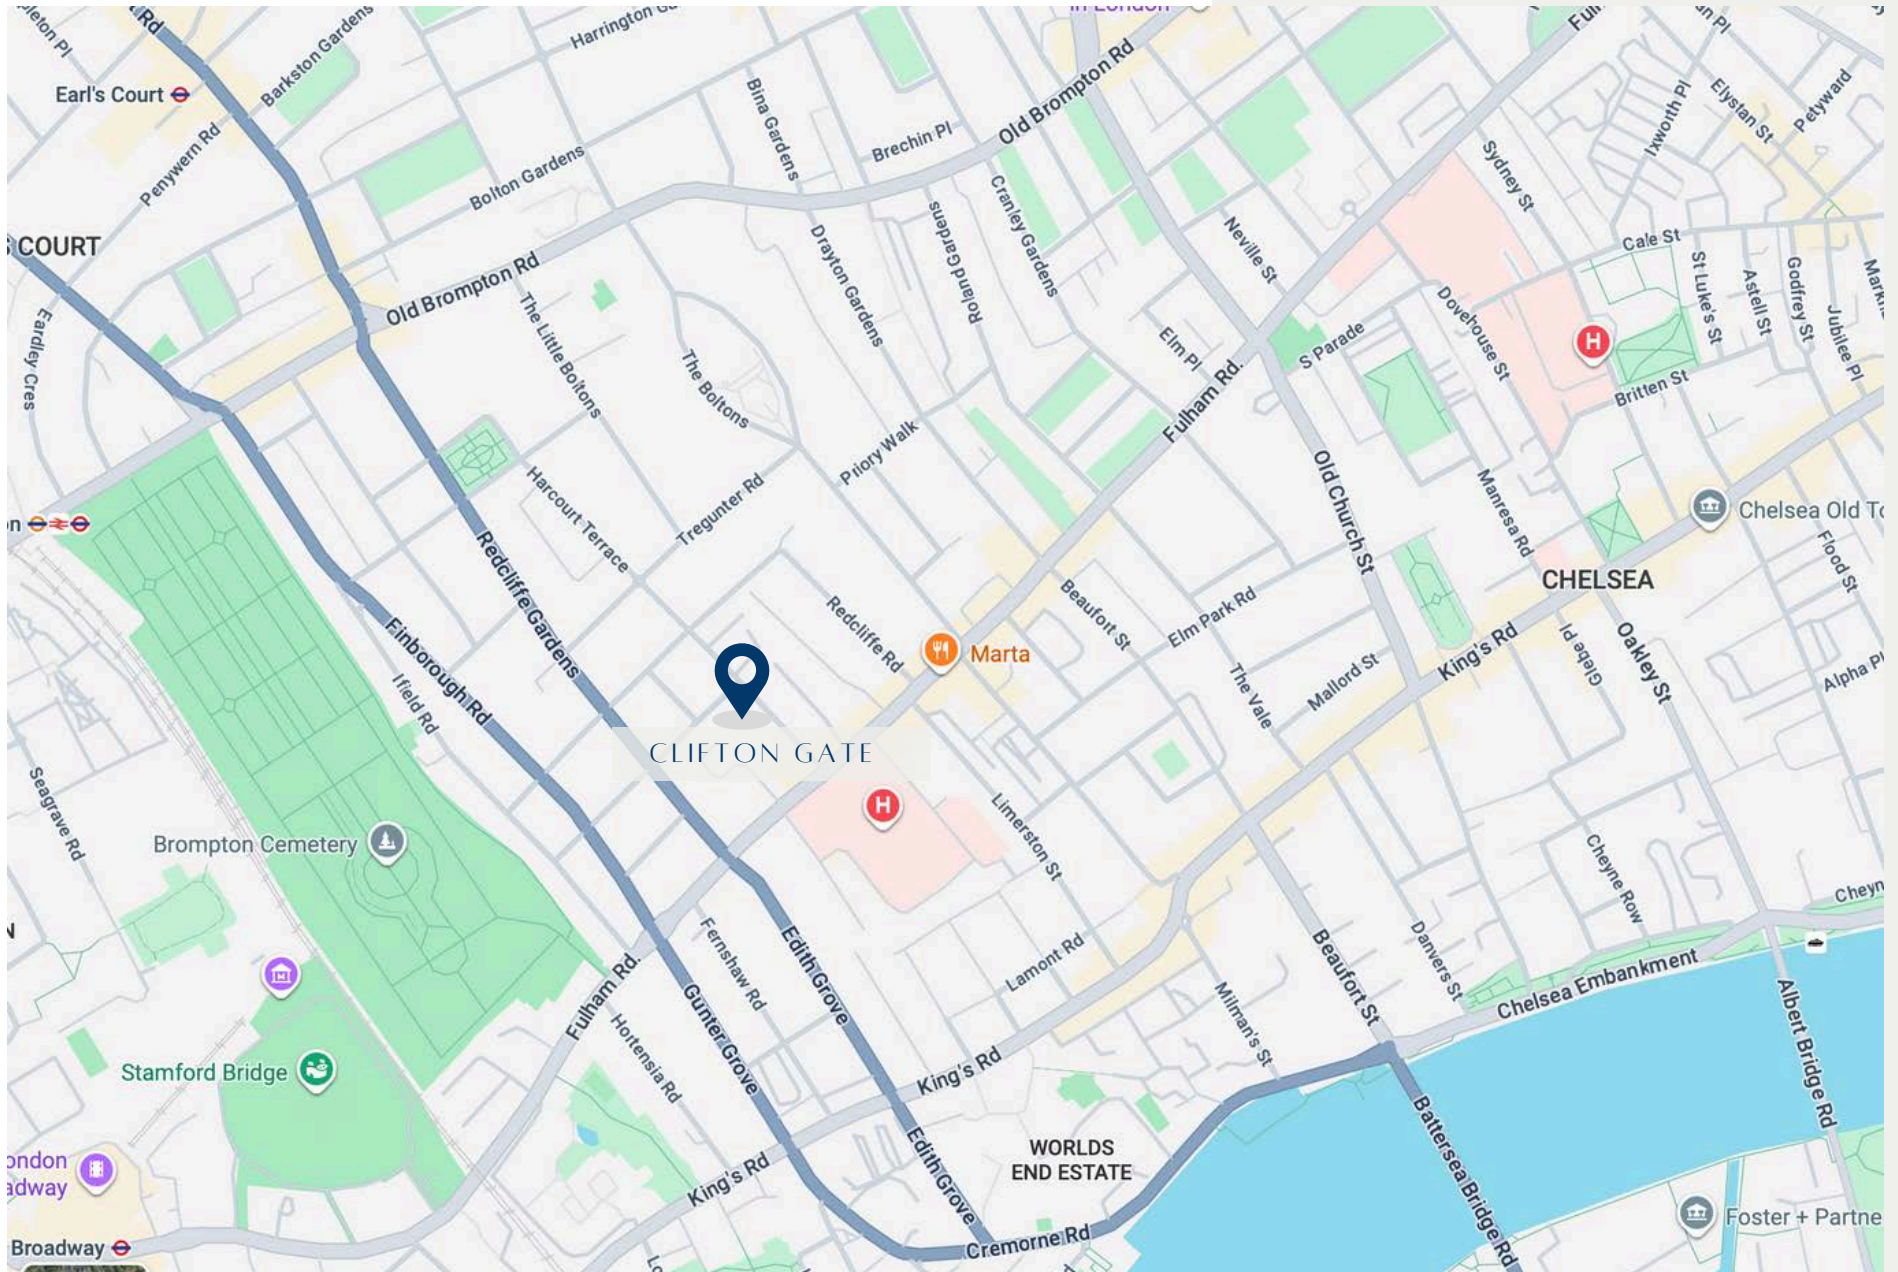 in London
Harrington Ga
Barkston Gardens
Earl's Court
Penywern Rd
Bolton Gardens
Bina Gardens
Brechin Pl
Old Brompton Rd
Cranley Gardens
Roland Gardens
Drayton Gardens
Neville St
Sydney St
Ixworth Pl
Elystan St
Petyward
Cale St
St Luke's St
Astell St
Godfrey St
Jubilee Pl
S COURT
Eardley Cres
Old Brompton Rd
The Little Boltons
The Boltons
Priory Walk
Tregunter Rd
Harcourt Terrace
Elm Pl
S Parade
Dovehouse St
Britten St
Fulham Rd.
Old Church St
Manresa Rd
Chelsea Old To
CHELSEA
Flood St
Redcliffe Gardens
Finborough Rd
Ifield Rd
Redcliffe Rd
Marta
Beaufort St
Elm Park Rd
The Vale
Mallord St
King's Rd
Glebe Pl
Oakley St
Alpha Pl
CLIFTON GATE
Seagrave Rd
Brompton Cemetery
Limerston St
Cheyne Row
Cheyn
Fulham Rd.
Fernshaw Rd
Edith Grove
Lamont Rd
Milman's St
Beaufort St
Danvers St
Chelsea Embankment
Albert Bridge Rd
Stamford Bridge
Hortensia Rd
Gunter Grove
King's Rd
Edith Grove
WORLDS
END ESTATE
Battersea Bridge Rd
King's Rd
Cremorne Rd
ondon
adway
Broadway
Foster + Partne